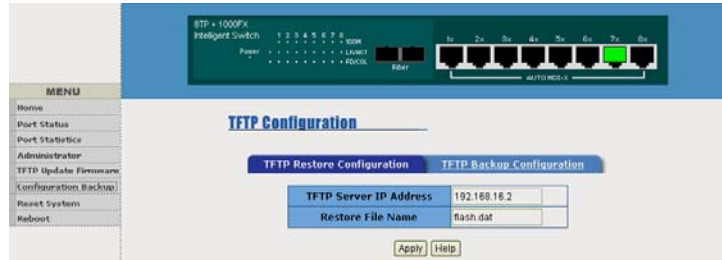 8TP + 1000FX
Intelligent Switch
1 2 3 4 5 6 7 8
100M
Power
LNK/ACT
FD/COL
Fiber
1x 2x 3x 4x 5x 6x 7x 8x
AUTO MDI-X
MENU
Home
Port Status
Port Statistics
Administrator
TFTP Update Firmware
Configuration Backup
Reset System
Reboot
TFTP Configuration
TFTP Restore Configuration
TFTP Backup Configuration
TFTP Server IP Address 192.168.16.2
Restore File Name flash.dat
Apply Help